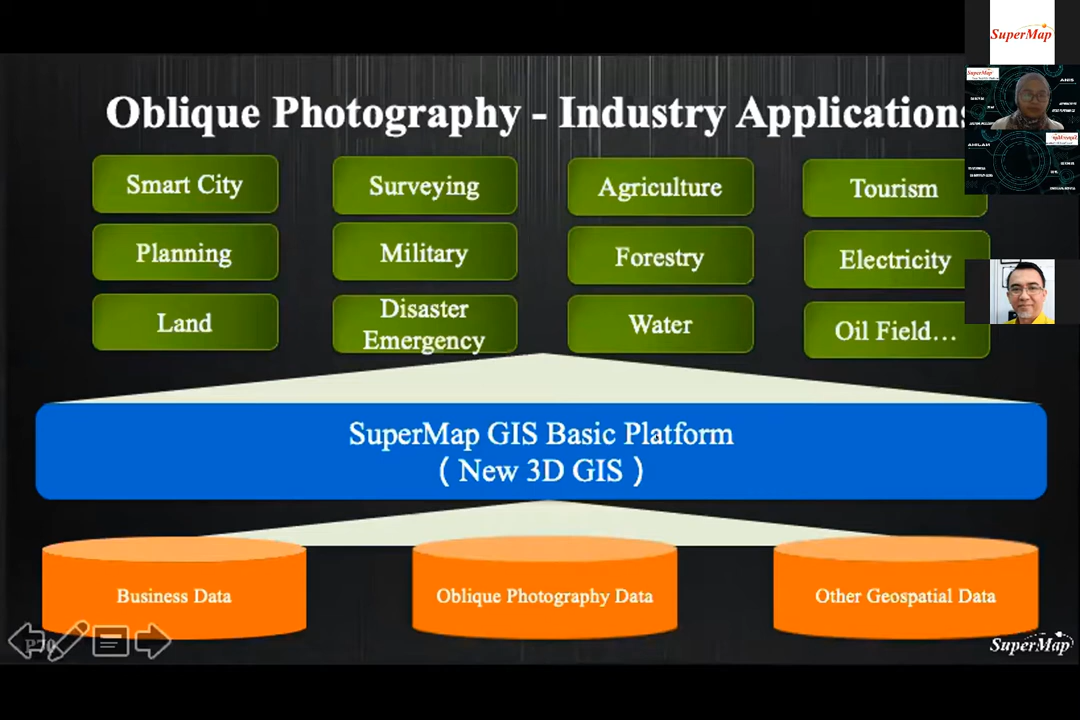 SuperMap
Oblique Photography - Industry Applications
Smart City
Surveying
Agriculture
Tourism
Planning
Military
Forestry
Electricity
Land
Disaster
Emergency
Water
Oil Field…
SuperMap GIS Basic Platform
( New 3D GIS )
Business Data
Oblique Photography Data
Other Geospatial Data
P70
SuperMap